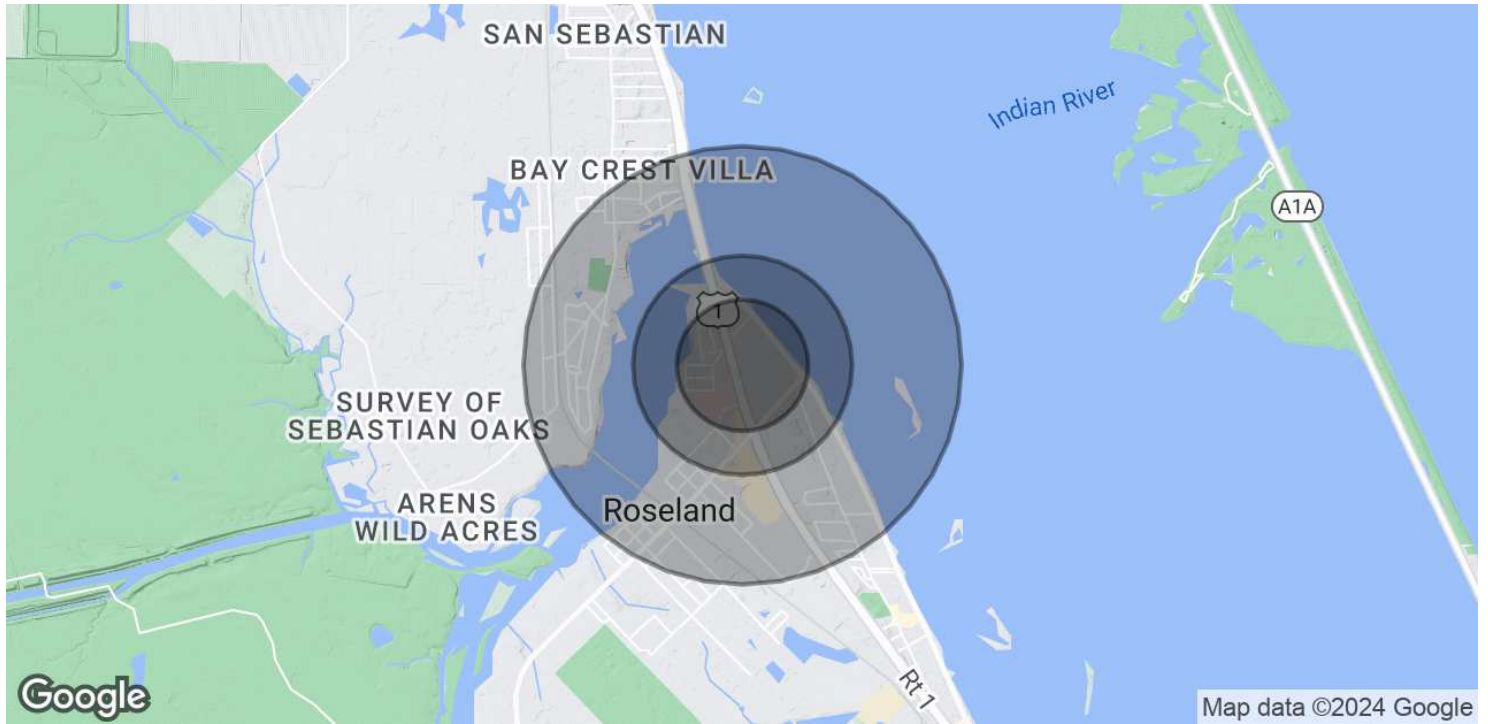 SAN SEBASTIAN
Indian River
BAY CREST VILLA
A1A
1
SURVEY OF
SEBASTIAN OAKS
ARENS
WILD ACRES
Roseland
Rt 1
Google
Map data ©2024 Google